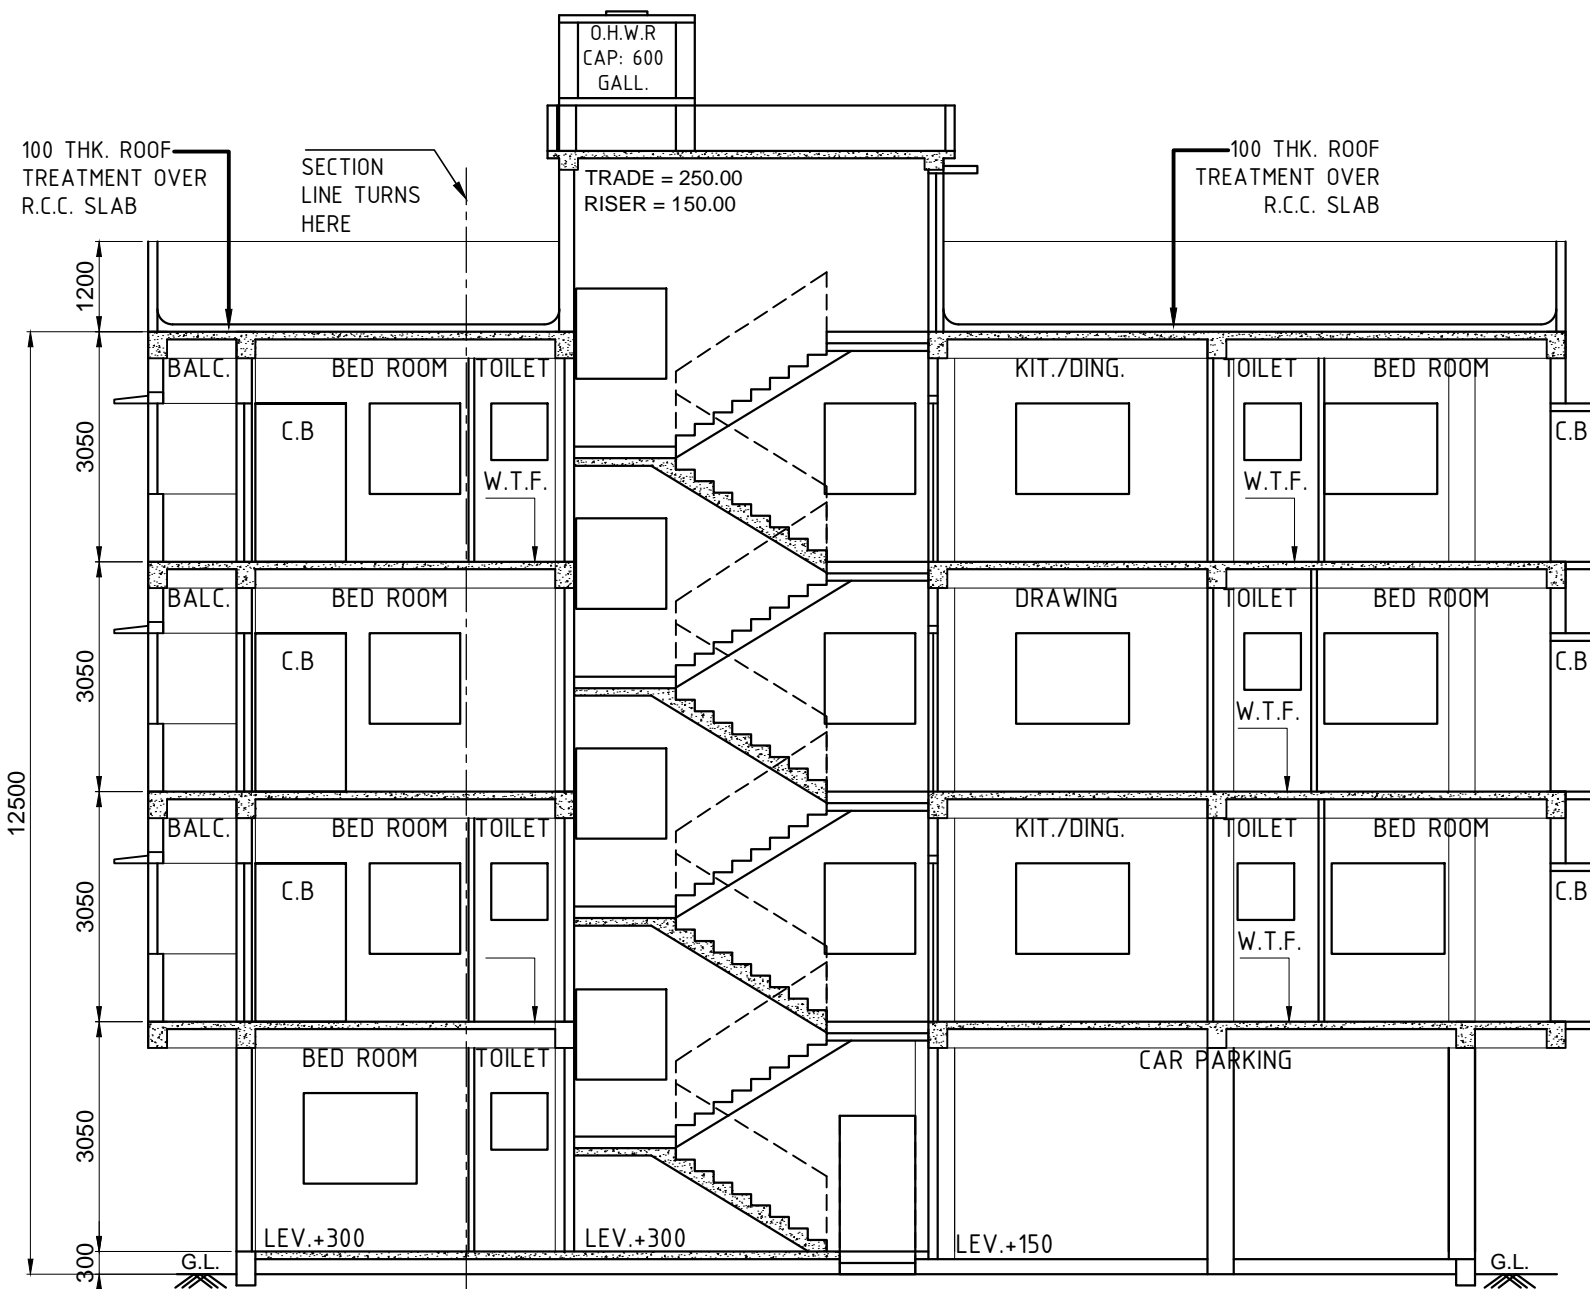 O.H.W.R
CAP: 600
GALL.
100 THK. ROOF
TREATMENT OVER
R.C.C. SLAB
SECTION
LINE TURNS
HERE
TRADE = 250.00
RISER = 150.00
100 THK. ROOF
TREATMENT OVER
R.C.C. SLAB
1200
BALC. BED ROOM TOILET KIT./DING. TOILET BED ROOM
C.B C.B
3050
W.T.F. W.T.F.
BALC. BED ROOM DRAWING TOILET BED ROOM
C.B C.B
3050
W.T.F.
12500
BALC. BED ROOM TOILET KIT./DING. TOILET BED ROOM
C.B C.B
3050
W.T.F. W.T.F.
BED ROOM TOILET CAR PARKING
3050
LEV.+300 LEV.+300 LEV.+150
300
G.L. G.L.